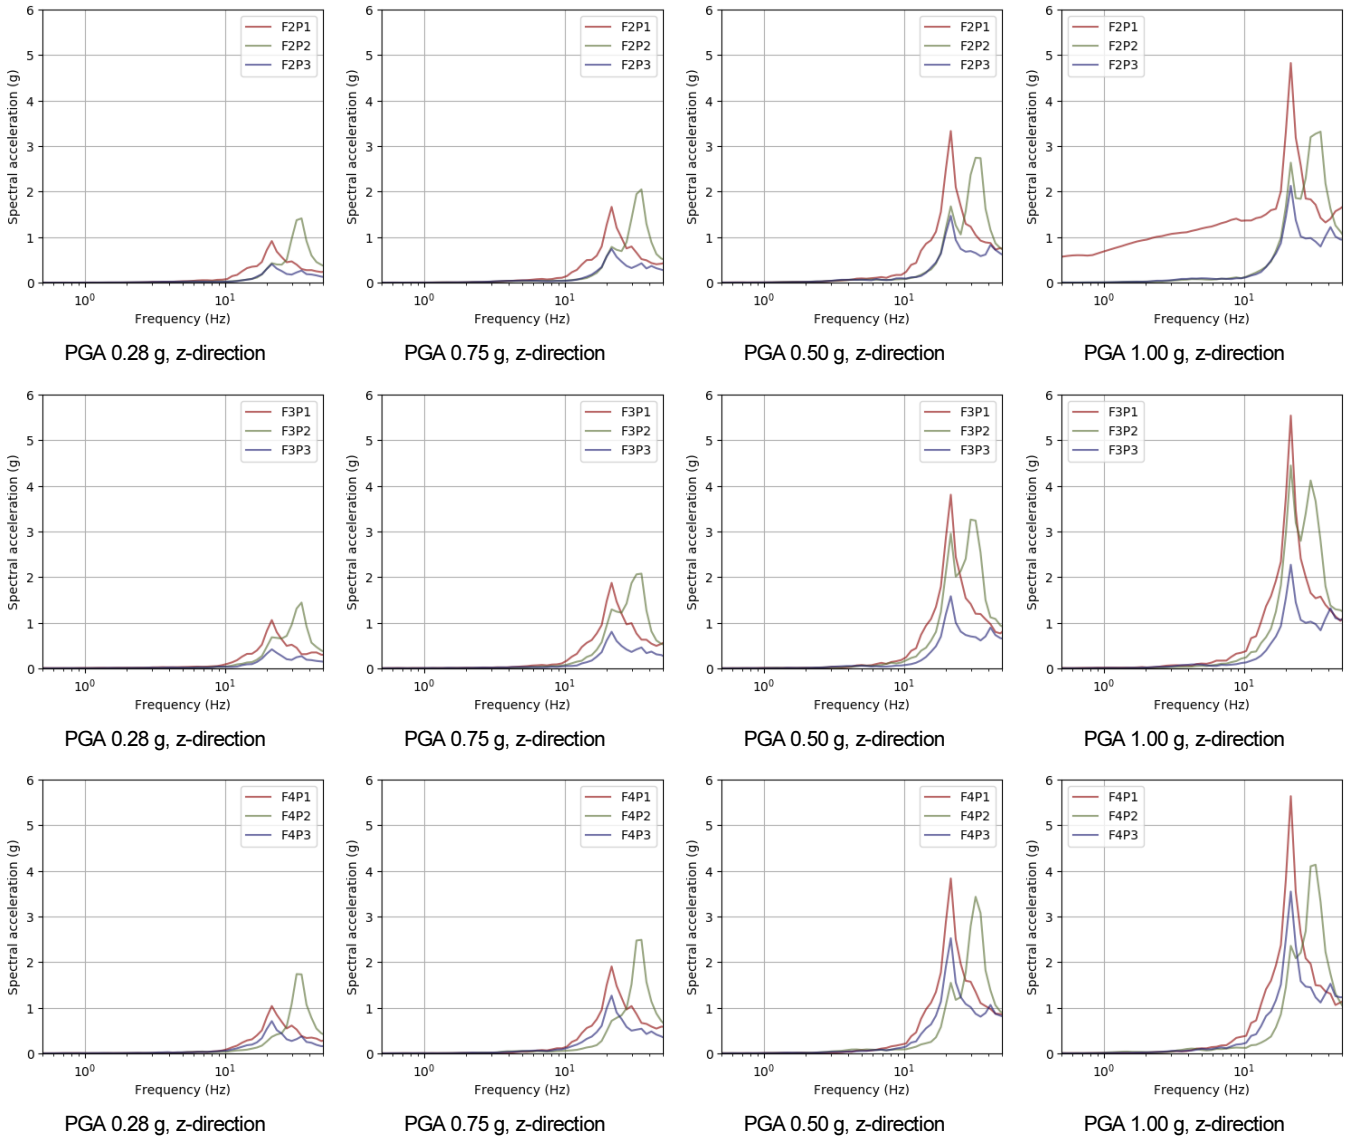 6
5
4
3
2
1
0
Spectral acceleration (g)
F2P1
F2P2
F2P3
10⁰
10¹
Frequency (Hz)
PGA 0.28 g, z-direction
6
5
4
3
2
1
0
Spectral acceleration (g)
F2P1
F2P2
F2P3
10⁰
10¹
Frequency (Hz)
PGA 0.75 g, z-direction
6
5
4
3
2
1
0
Spectral acceleration (g)
F2P1
F2P2
F2P3
10⁰
10¹
Frequency (Hz)
PGA 0.50 g, z-direction
6
5
4
3
2
1
0
Spectral acceleration (g)
F2P1
F2P2
F2P3
10⁰
10¹
Frequency (Hz)
PGA 1.00 g, z-direction
6
5
4
3
2
1
0
Spectral acceleration (g)
F3P1
F3P2
F3P3
10⁰
10¹
Frequency (Hz)
PGA 0.28 g, z-direction
6
5
4
3
2
1
0
Spectral acceleration (g)
F3P1
F3P2
F3P3
10⁰
10¹
Frequency (Hz)
PGA 0.75 g, z-direction
6
5
4
3
2
1
0
Spectral acceleration (g)
F3P1
F3P2
F3P3
10⁰
10¹
Frequency (Hz)
PGA 0.50 g, z-direction
6
5
4
3
2
1
0
Spectral acceleration (g)
F3P1
F3P2
F3P3
10⁰
10¹
Frequency (Hz)
PGA 1.00 g, z-direction
6
5
4
3
2
1
0
Spectral acceleration (g)
F4P1
F4P2
F4P3
10⁰
10¹
Frequency (Hz)
PGA 0.28 g, z-direction
6
5
4
3
2
1
0
Spectral acceleration (g)
F4P1
F4P2
F4P3
10⁰
10¹
Frequency (Hz)
PGA 0.75 g, z-direction
6
5
4
3
2
1
0
Spectral acceleration (g)
F4P1
F4P2
F4P3
10⁰
10¹
Frequency (Hz)
PGA 0.50 g, z-direction
6
5
4
3
2
1
0
Spectral acceleration (g)
F4P1
F4P2
F4P3
10⁰
10¹
Frequency (Hz)
PGA 1.00 g, z-direction